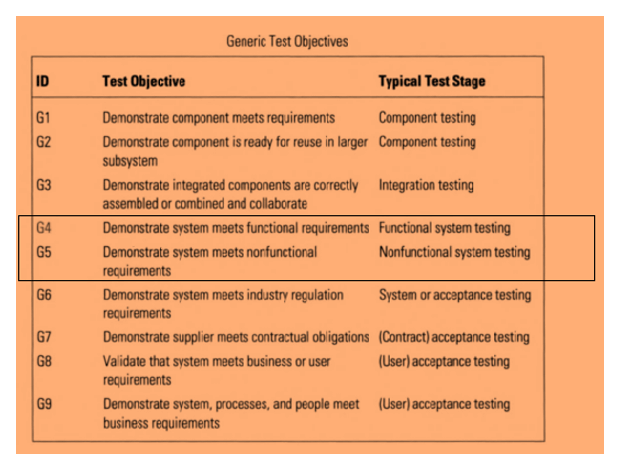 Generic Test Objectives
ID Test Objective Typical Test Stage
G1 Demonstrate component meets requirements Component testing
G2 Demonstrate component is ready for reuse in larger Component testing
subsystem
G3 Demonstrate integrated components are correctly Integration testing
assembled or combined and collaborate
G4 Demonstrate system meets functional requirements Functional system testing
G5 Demonstrate system meets nonfunctional Nonfunctional system testing
requirements
G6 Demonstrate system meets industry regulation System or acceptance testing
requirements
G7 Demonstrate supplier meets contractual obligations (Contract) acceptance testing
G8 Validate that system meets business or user (User) acceptance testing
requirements
G9 Demonstrate system, processes, and people meet (User) acceptance testing
business requirements